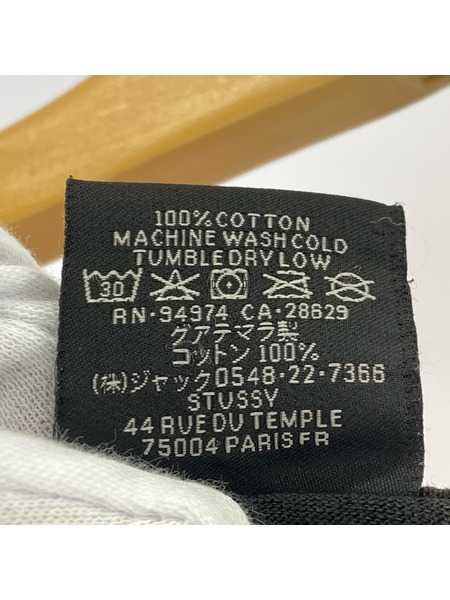 100% COTTON
MACHINE WASH COLD
TUMBLE DRY LOW
30
RN・94974 CA・28629
グアテマラ製
コットン 100%
(株)ジャック0548・22・7366
STUSSY
44 RUE DU TEMPLE
75004 PARIS FR